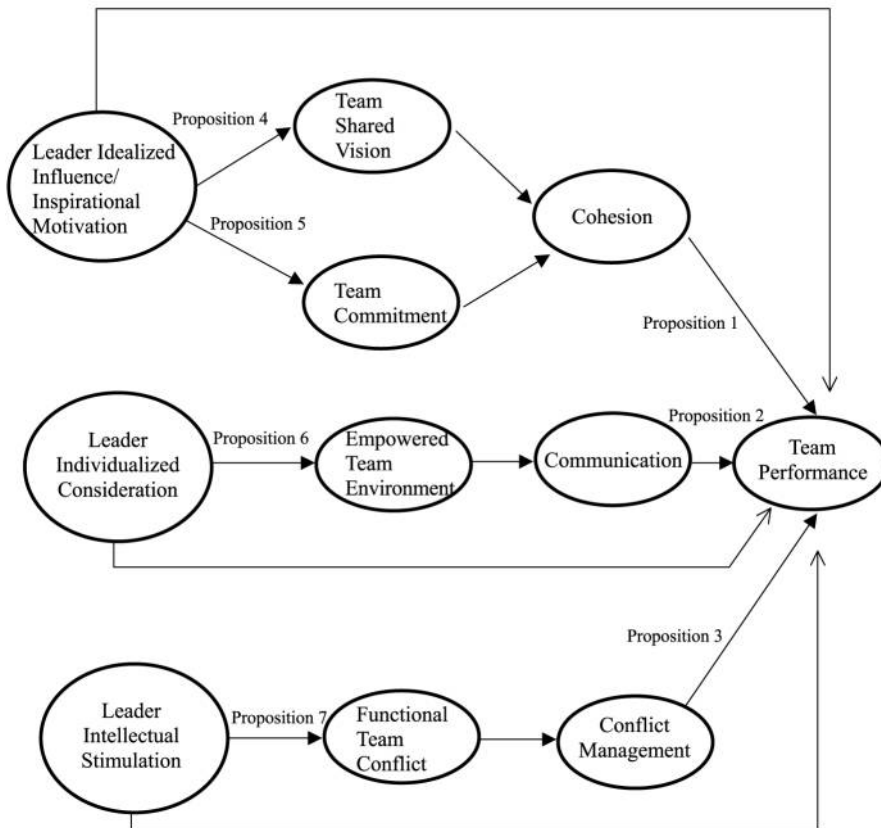 Proposition 4
Team
Shared
Vision
Leader Idealized
Influence/
Inspirational
Motivation
Proposition 5
Cohesion
Team
Commitment
Proposition 1
Proposition 2
Leader
Individualized
Consideration
Proposition 6
Empowered
Team
Environment
Communication
Team
Performance
Proposition 3
Leader
Intellectual
Stimulation
Proposition 7
Functional
Team
Conflict
Conflict
Management